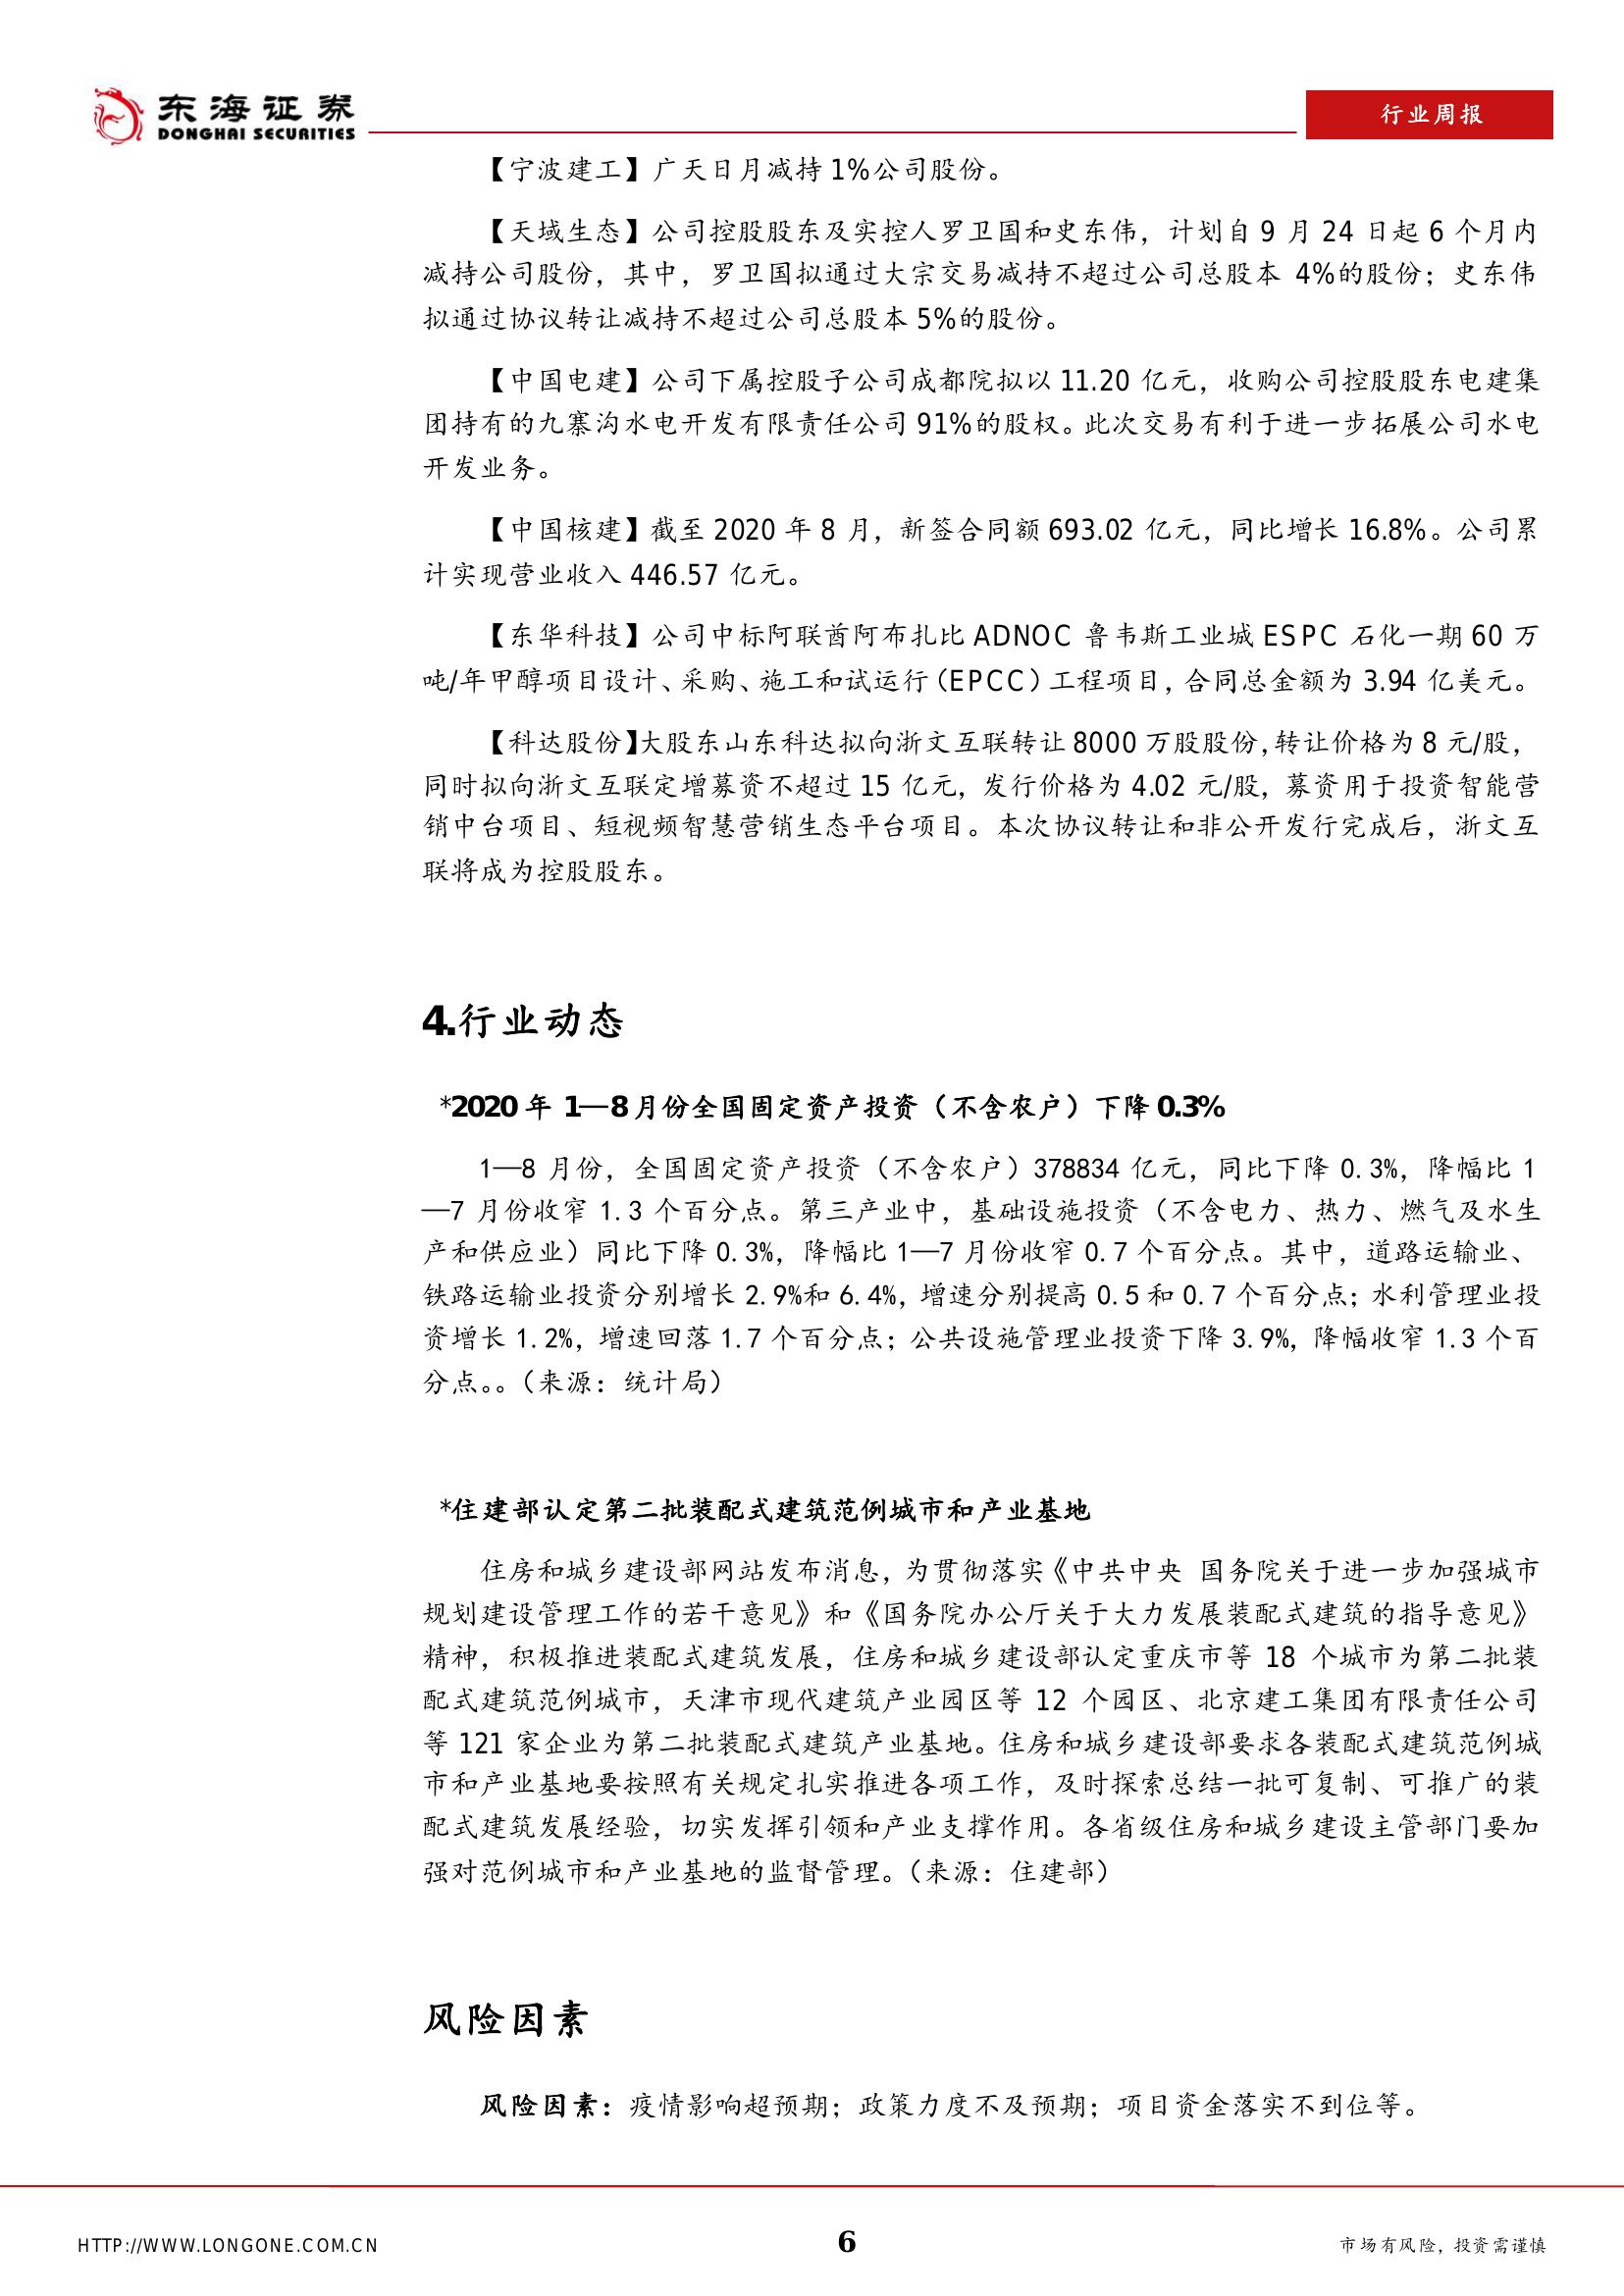 东海证券
DONGHAI SECURITIES
行业周报
【宁波建工】广天日月减持 1%公司股份。
【天域生态】公司控股股东及实控人罗卫国和史东伟，计划自 9 月 24 日起 6 个月内
减持公司股份，其中，罗卫国拟通过大宗交易减持不超过公司总股本 4%的股份；史东伟
拟通过协议转让减持不超过公司总股本 5%的股份。
【中国电建】公司下属控股子公司成都院拟以 11.20 亿元，收购公司控股股东电建集
团持有的九寨沟水电开发有限责任公司 91%的股权。此次交易有利于进一步拓展公司水电
开发业务。
【中国核建】截至 2020 年 8 月，新签合同额 693.02 亿元，同比增长 16.8%。公司累
计实现营业收入 446.57 亿元。
【东华科技】公司中标阿联酋阿布扎比 ADNOC 鲁韦斯工业城 ESPC 石化一期 60 万
吨/年甲醇项目设计、采购、施工和试运行（EPCC）工程项目，合同总金额为 3.94 亿美元。
【科达股份】大股东山东科达拟向浙文互联转让 8000 万股股份，转让价格为 8 元/股，
同时拟向浙文互联定增募资不超过 15 亿元，发行价格为 4.02 元/股，募资用于投资智能营
销中台项目、短视频智慧营销生态平台项目。本次协议转让和非公开发行完成后，浙文互
联将成为控股股东。
4.行业动态
*2020 年 1—8 月份全国固定资产投资（不含农户）下降 0.3%
1—8 月份，全国固定资产投资（不含农户）378834 亿元，同比下降 0.3%，降幅比 1
—7 月份收窄 1.3 个百分点。第三产业中，基础设施投资（不含电力、热力、燃气及水生
产和供应业）同比下降 0.3%，降幅比 1—7 月份收窄 0.7 个百分点。其中，道路运输业、
铁路运输业投资分别增长 2.9%和 6.4%，增速分别提高 0.5 和 0.7 个百分点；水利管理业投
资增长 1.2%，增速回落 1.7 个百分点；公共设施管理业投资下降 3.9%，降幅收窄 1.3 个百
分点。。（来源：统计局）
*住建部认定第二批装配式建筑范例城市和产业基地
住房和城乡建设部网站发布消息，为贯彻落实《中共中央 国务院关于进一步加强城市
规划建设管理工作的若干意见》和《国务院办公厅关于大力发展装配式建筑的指导意见》
精神，积极推进装配式建筑发展，住房和城乡建设部认定重庆市等 18 个城市为第二批装
配式建筑范例城市，天津市现代建筑产业园区等 12 个园区、北京建工集团有限责任公司
等 121 家企业为第二批装配式建筑产业基地。住房和城乡建设部要求各装配式建筑范例城
市和产业基地要按照有关规定扎实推进各项工作，及时探索总结一批可复制、可推广的装
配式建筑发展经验，切实发挥引领和产业支撑作用。各省级住房和城乡建设主管部门要加
强对范例城市和产业基地的监督管理。（来源：住建部）
风险因素
风险因素：疫情影响超预期；政策力度不及预期；项目资金落实不到位等。
HTTP://WWW.LONGONE.COM.CN
6
市场有风险，投资需谨慎